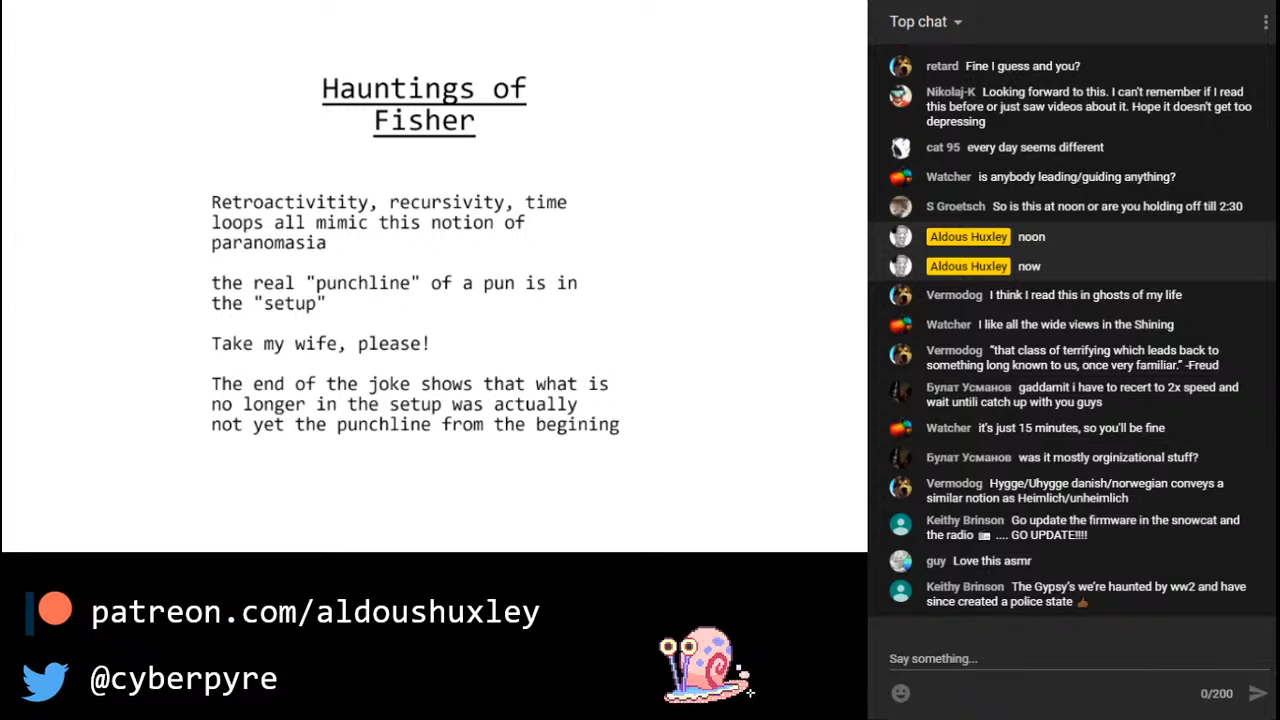 Hauntings of
Fisher
Retroactivitity, recursivity, time
loops all mimic this notion of
paranomasia
the real "punchline" of a pun is in
the "setup"
Take my wife, please!
The end of the joke shows that what is
no longer in the setup was actually
not yet the punchline from the begining
patreon.com/aldoushuxley
@cyberpyre
Top chat
retard Fine I guess and you?
Nikolaj-K Looking forward to this. I can't remember if I read
this before or just saw videos about it. Hope it doesn't get too
depressing
cat 95 every day seems different
Watcher is anybody leading/guiding anything?
S Groetsch So is this at noon or are you holding off till 2:30
Aldous Huxley noon
Aldous Huxley now
Vermodog I think I read this in ghosts of my life
Watcher I like all the wide views in the Shining
Vermodog “that class of terrifying which leads back to
something long known to us, once very familiar.” -Freud
Булат Усманов gaddamit i have to recert to 2x speed and
wait untili catch up with you guys
Watcher it's just 15 minutes, so you'll be fine
Булат Усманов was it mostly orginizational stuff?
Vermodog Hygge/Uhygge danish/norwegian conveys a
similar notion as Heimlich/unheimlich
Keithy Brinson Go update the firmware in the snowcat and
the radio 📻 .... GO UPDATE!!!!
guy Love this asmr
Keithy Brinson The Gypsy's we're haunted by ww2 and have
since created a police state
Say something...
0/200